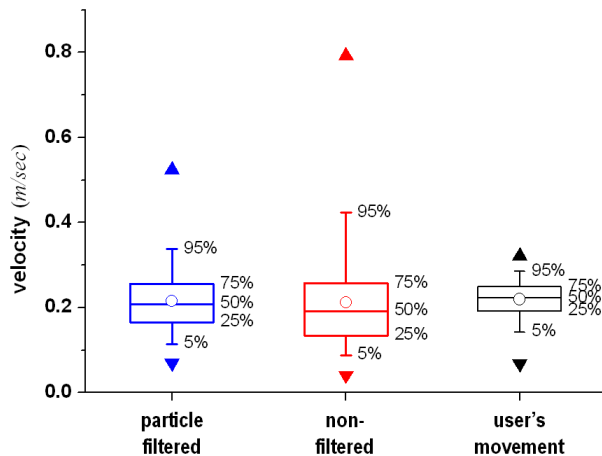 velocity (m/sec)
0.8
0.6
0.4
0.2
0.0
95%
75%
50%
25%
5%
95%
75%
50%
25%
5%
95%
75%
50%
25%
5%
particle
filtered
non-
filtered
user's
movement